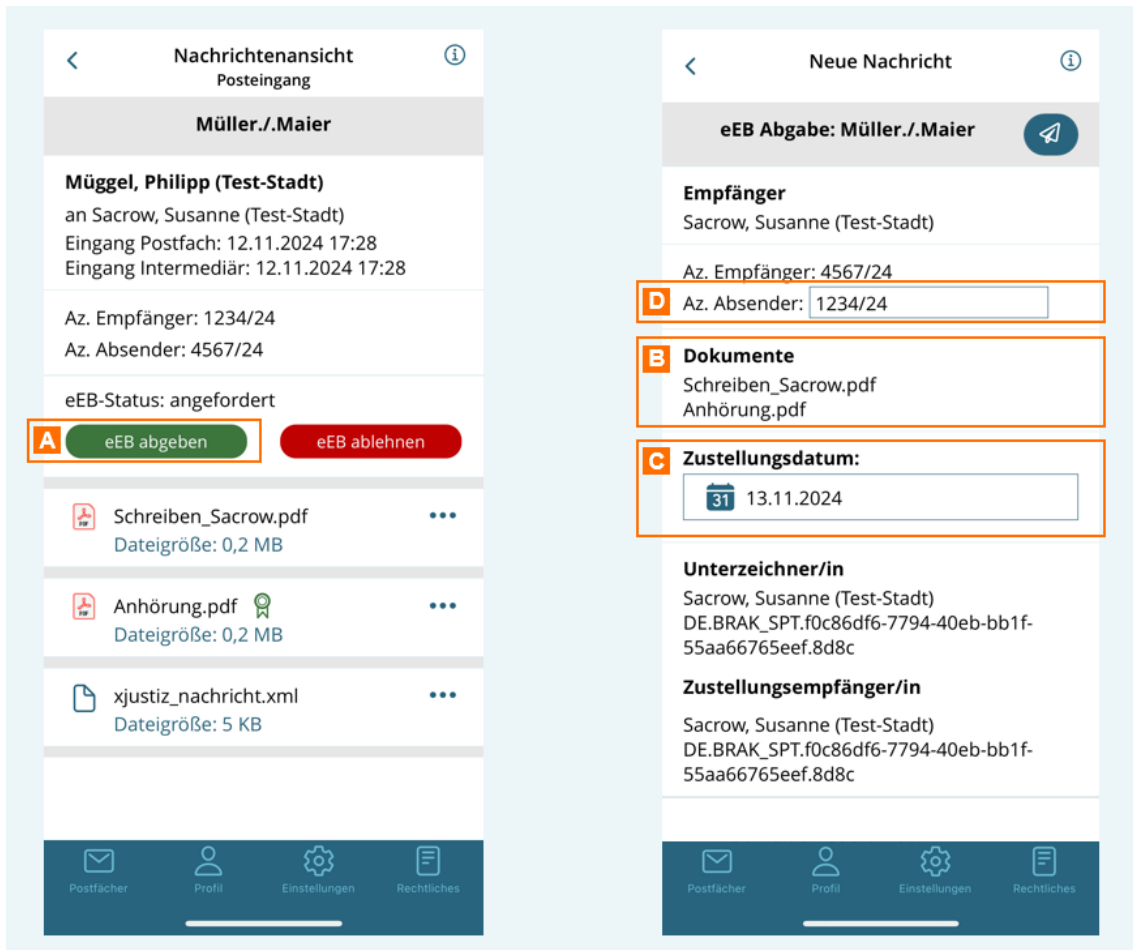 Nachrichtenansicht
Posteingang
Müller./.Maier
Müggel, Philipp (Test-Stadt)
an Sacrow, Susanne (Test-Stadt)
Eingang Postfach: 12.11.2024 17:28
Eingang Intermediär: 12.11.2024 17:28
Az. Empfänger: 1234/24
Az. Absender: 4567/24
eEB-Status: angefordert
A eEB abgeben eEB ablehnen
PDF Schreiben_Sacrow.pdf
Dateigröße: 0,2 MB
PDF Anhörung.pdf
Dateigröße: 0,2 MB
xjustiz_nachricht.xml
Dateigröße: 5 KB
Postfächer Profil Einstellungen Rechtliches
Neue Nachricht
eEB Abgabe: Müller./.Maier
Empfänger
Sacrow, Susanne (Test-Stadt)
Az. Empfänger: 4567/24
D Az. Absender: 1234/24
B Dokumente
Schreiben_Sacrow.pdf
Anhörung.pdf
C Zustellungsdatum:
31 13.11.2024
Unterzeichner/in
Sacrow, Susanne (Test-Stadt)
DE.BRAK_SPT.f0c86df6-7794-40eb-bb1f-
55aa66765eef.8d8c
Zustellungsempfänger/in
Sacrow, Susanne (Test-Stadt)
DE.BRAK_SPT.f0c86df6-7794-40eb-bb1f-
55aa66765eef.8d8c
Postfächer Profil Einstellungen Rechtliches